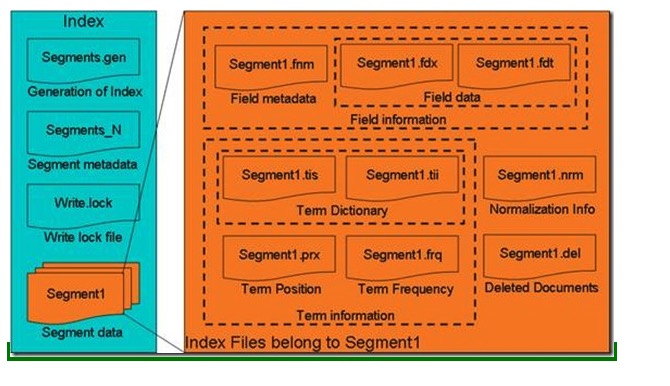 Index
Segments.gen
Generation of Index
Segments_N
Segment metadata
Write.lock
Write lock file
Segment1
Segment data
Segment1.fnm
Field metadata
Segment1.fdx
Segment1.fdt
Field data
Field information
Segment1.tis
Segment1.tii
Term Dictionary
Segment1.prx
Term Position
Segment1.frq
Term Frequency
Term information
Segment1.nrm
Normalization Info
Segment1.del
Deleted Documents
Index Files belong to Segment1